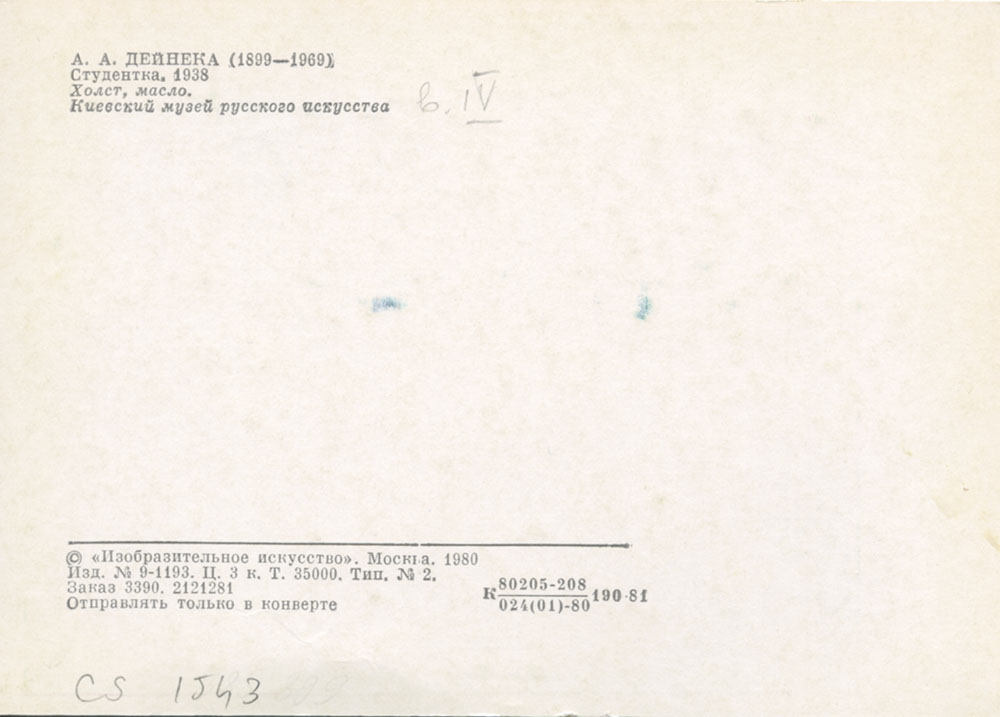 А. А. ДЕЙНЕКА (1899—1969)
Студентка. 1938
Холст, масло.
Киевский музей русского искусства
в. IV
© «Изобразительное искусство». Москва. 1980
Изд. № 9-1193. Ц. 3 к. Т. 35000. Тип. № 2.
Заказ 3390. 2121281
Отправлять только в конверте
К 80205-208 190-81
024(01)-80
CS 1543